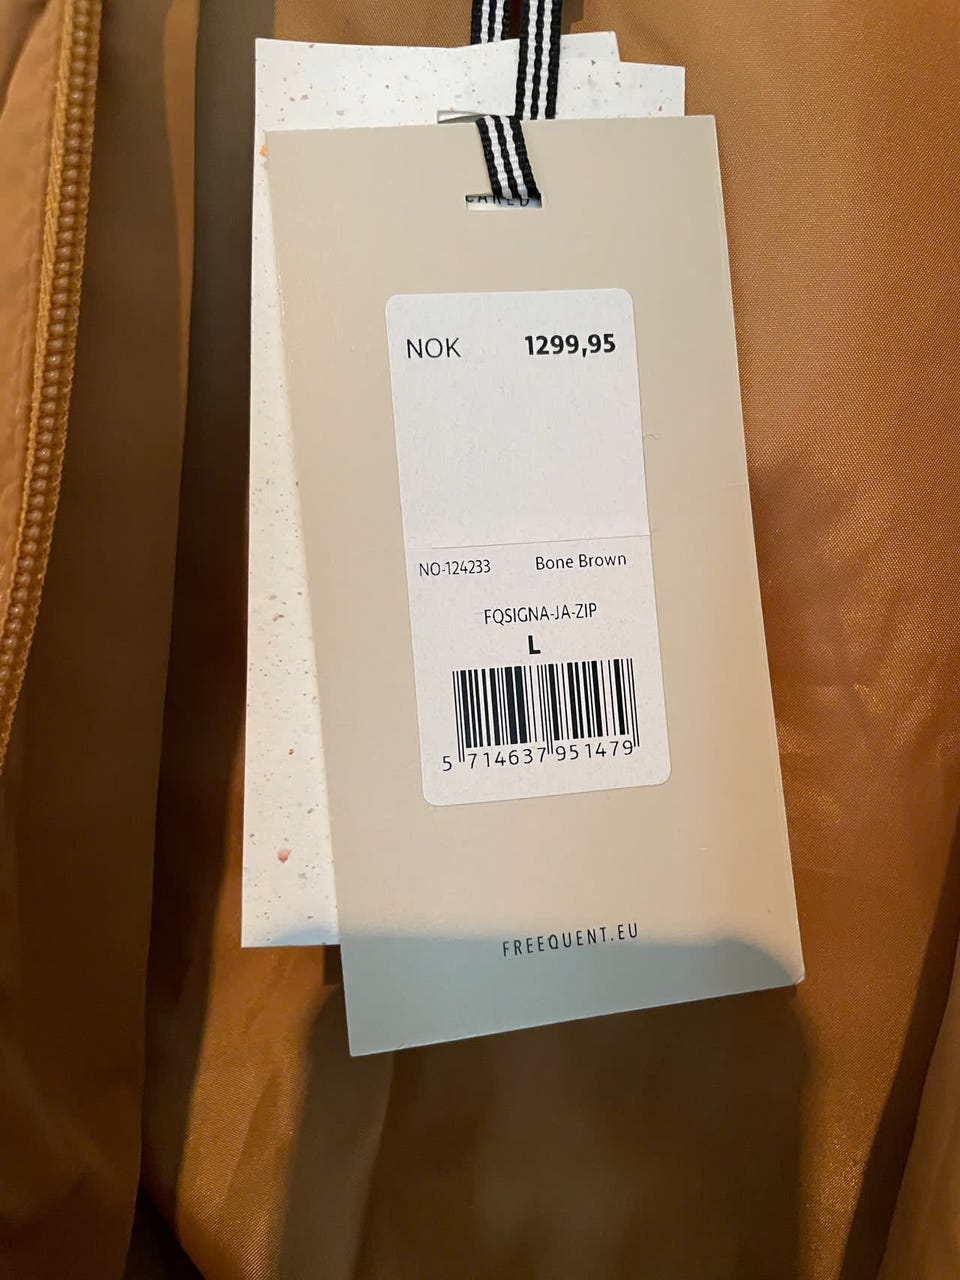 NOK 1299,95
NO-124233 Bone Brown
FQSIGNA-JA-ZIP
L
5 714637 951479
FREEQUENT.EU